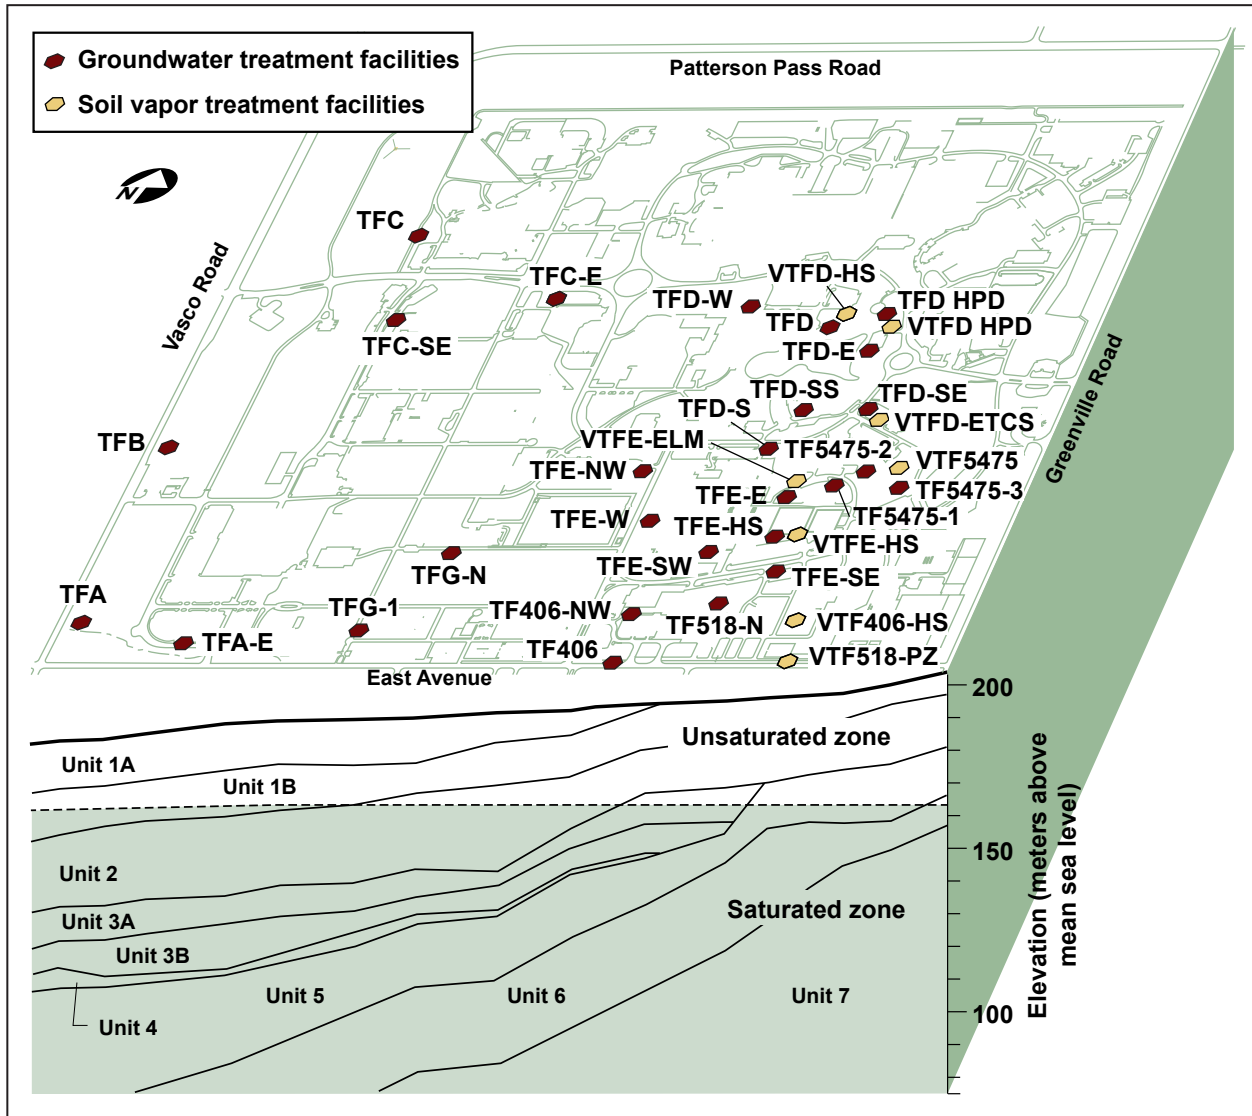 Groundwater treatment facilities
Soil vapor treatment facilities
Patterson Pass Road
N
TFC
Vasco Road
TFC-E
VTFD-HS
TFD-W
TFD HPD
TFD
VTFD HPD
TFC-SE
TFD-E
Greenville Road
TFD-SS
TFD-SE
TFD-S
VTFD-ETCS
TFB
VTFE-ELM
TF5475-2
VTF5475
TFE-NW
TFE-E
TF5475-3
TF5475-1
TFE-W
TFE-HS
VTFE-HS
TFE-SW
TFG-N
TFE-SE
TFA
TFG-1
TF406-NW
TF518-N
VTF406-HS
TFA-E
TF406
VTF518-PZ
East Avenue
200
Unsaturated zone
Unit 1A
Unit 1B
150
Elevation (meters above
mean sea level)
Unit 2
Saturated zone
Unit 3A
Unit 3B
Unit 5
Unit 6
Unit 7
100
Unit 4